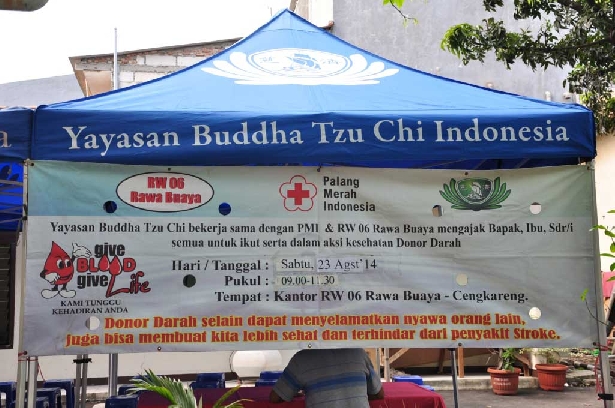 Yayasan Buddha Tzu Chi Indonesia
RW 06
Rawa Buaya
Palang
Merah
Indonesia
Yayasan Buddha Tzu Chi bekerja sama dengan PMI & RW 06 Rawa Buaya mengajak Bapak, Ibu, Sdr/i
semua untuk ikut serta dalam aksi kesehatan Donor Darah
give
BLOOD
give Life
KAMI TUNGGU
KEHADIRAN ANDA
Hari / Tanggal : Sabtu, 23 Agst'14
Pukul : 09.00-11.30
Tempat : Kantor RW 06 Rawa Buaya - Cengkareng.
Donor Darah selain dapat menyelamatkan nyawa orang lain,
juga bisa membuat kita lebih sehat dan terhindar dari penyakit Stroke.